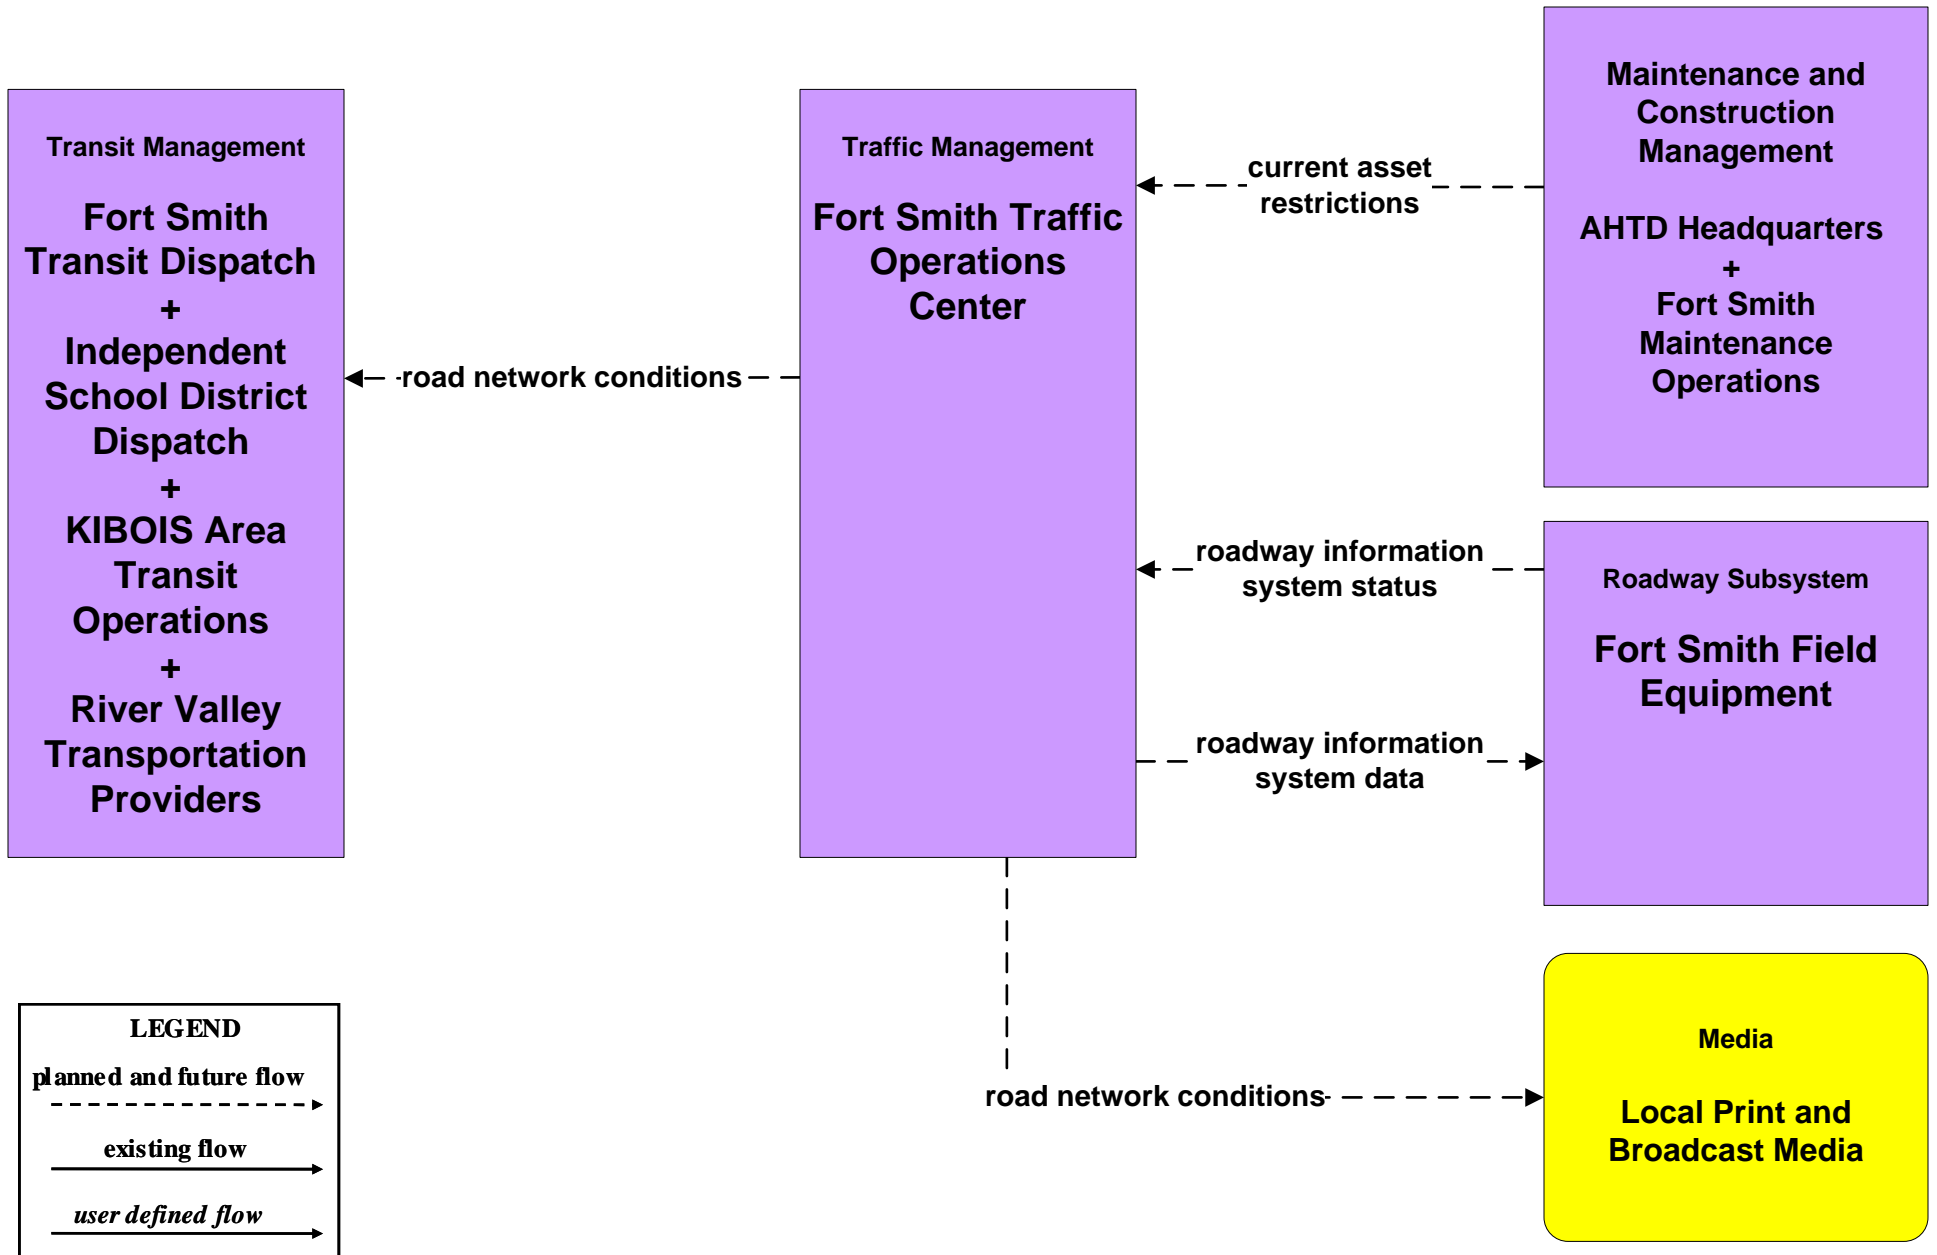 Transit Management
Fort Smith
Transit Dispatch
+
Independent
School District
Dispatch
+
KIBOIS Area
Transit
Operations
+
River Valley
Transportation
Providers
road network conditions
Traffic Management
Fort Smith Traffic
Operations
Center
current asset
restrictions
roadway information
system status
roadway information
system data
road network conditions
Maintenance and
Construction
Management
AHTD Headquarters
+
Fort Smith
Maintenance
Operations
Roadway Subsystem
Fort Smith Field
Equipment
Media
Local Print and
Broadcast Media
LEGEND
planned and future flow
existing flow
user defined flow